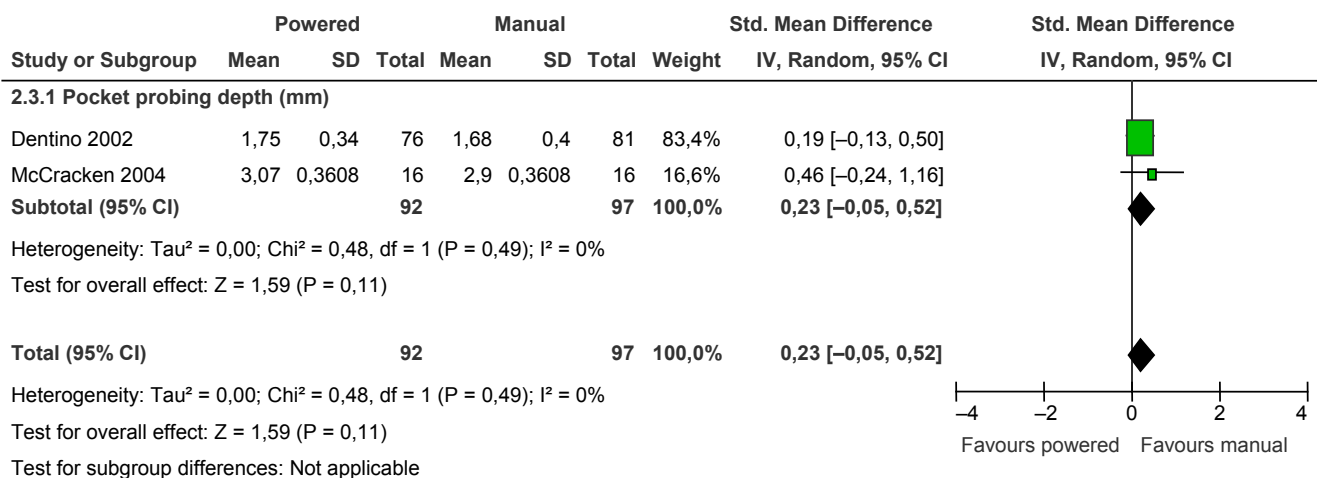 Powered Manual Std. Mean Difference Std. Mean Difference
Study or Subgroup Mean SD Total Mean SD Total Weight IV, Random, 95% CI IV, Random, 95% CI
2.3.1 Pocket probing depth (mm)
Dentino 2002 1,75 0,34 76 1,68 0,4 81 83,4% 0,19 [–0,13, 0,50]
McCracken 2004 3,07 0,3608 16 2,9 0,3608 16 16,6% 0,46 [–0,24, 1,16]
Subtotal (95% CI) 92 97 100,0% 0,23 [–0,05, 0,52]
Heterogeneity: Tau² = 0,00; Chi² = 0,48, df = 1 (P = 0,49); I² = 0%
Test for overall effect: Z = 1,59 (P = 0,11)
Total (95% CI) 92 97 100,0% 0,23 [–0,05, 0,52]
Heterogeneity: Tau² = 0,00; Chi² = 0,48, df = 1 (P = 0,49); I² = 0%
Test for overall effect: Z = 1,59 (P = 0,11)
Test for subgroup differences: Not applicable
–4 –2 0 2 4
Favours powered Favours manual